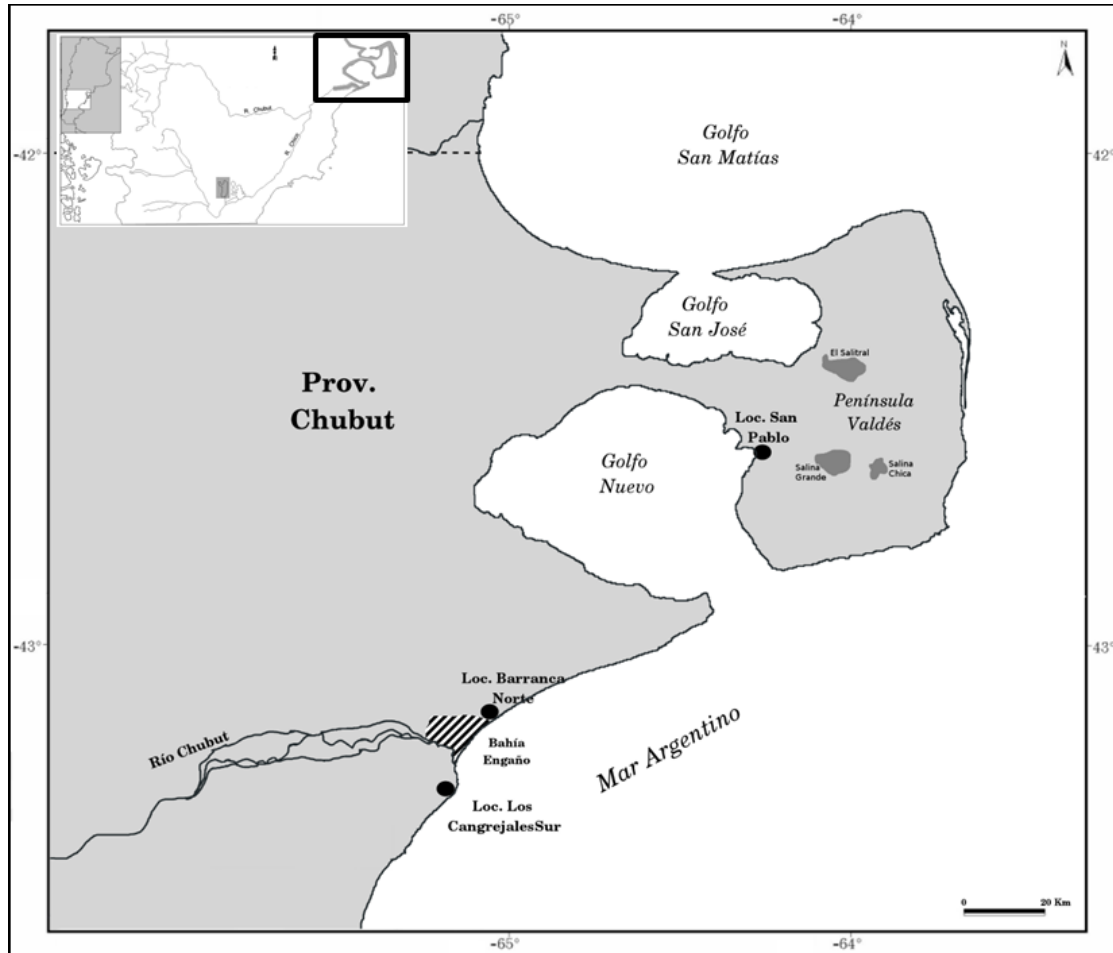 -65°
-64°
N
R. Chubut
R. Chico
-42°
-42°
Golfo
San Matías
Golfo
San José
El Salitral
Prov.
Chubut
Península
Valdés
Loc. San
Pablo
Golfo
Nuevo
Salina
Grande
Salina
Chica
-43°
-43°
Loc. Barranca
Norte
Río Chubut
Bahía
Engaño
Mar Argentino
Loc. Los
CangrejalesSur
0
20 Km
-65°
-64°